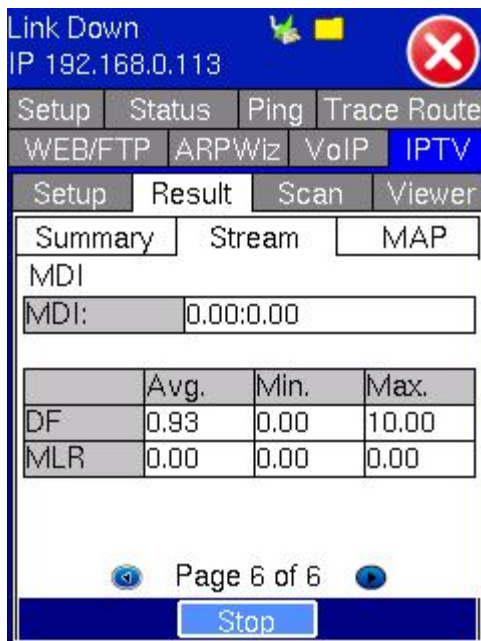 Link Down
IP 192.168.0.113
Setup Status Ping Trace Route
WEB/FTP ARPWiz VoIP IPTV
Setup Result Scan Viewer
Summary Stream MAP
MDI
MDI: 0.00:0.00
Avg. Min. Max.
DF 0.93 0.00 10.00
MLR 0.00 0.00 0.00
Page 6 of 6
Stop